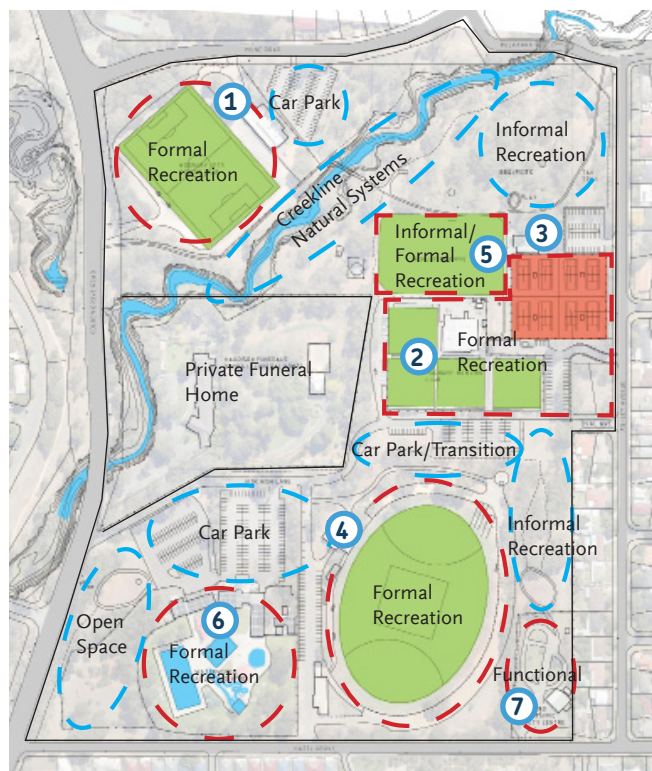 1
Car Park
Formal
Recreation
Informal
Recreation
Creekline
Natural Systems
Informal/
Formal
Recreation
5
3
2
Formal
Recreation
Private Funeral
Home
Car Park/Transition
Car Park
4
Informal
Recreation
Formal
Recreation
Open
Space
6
Formal
Recreation
Functional
7